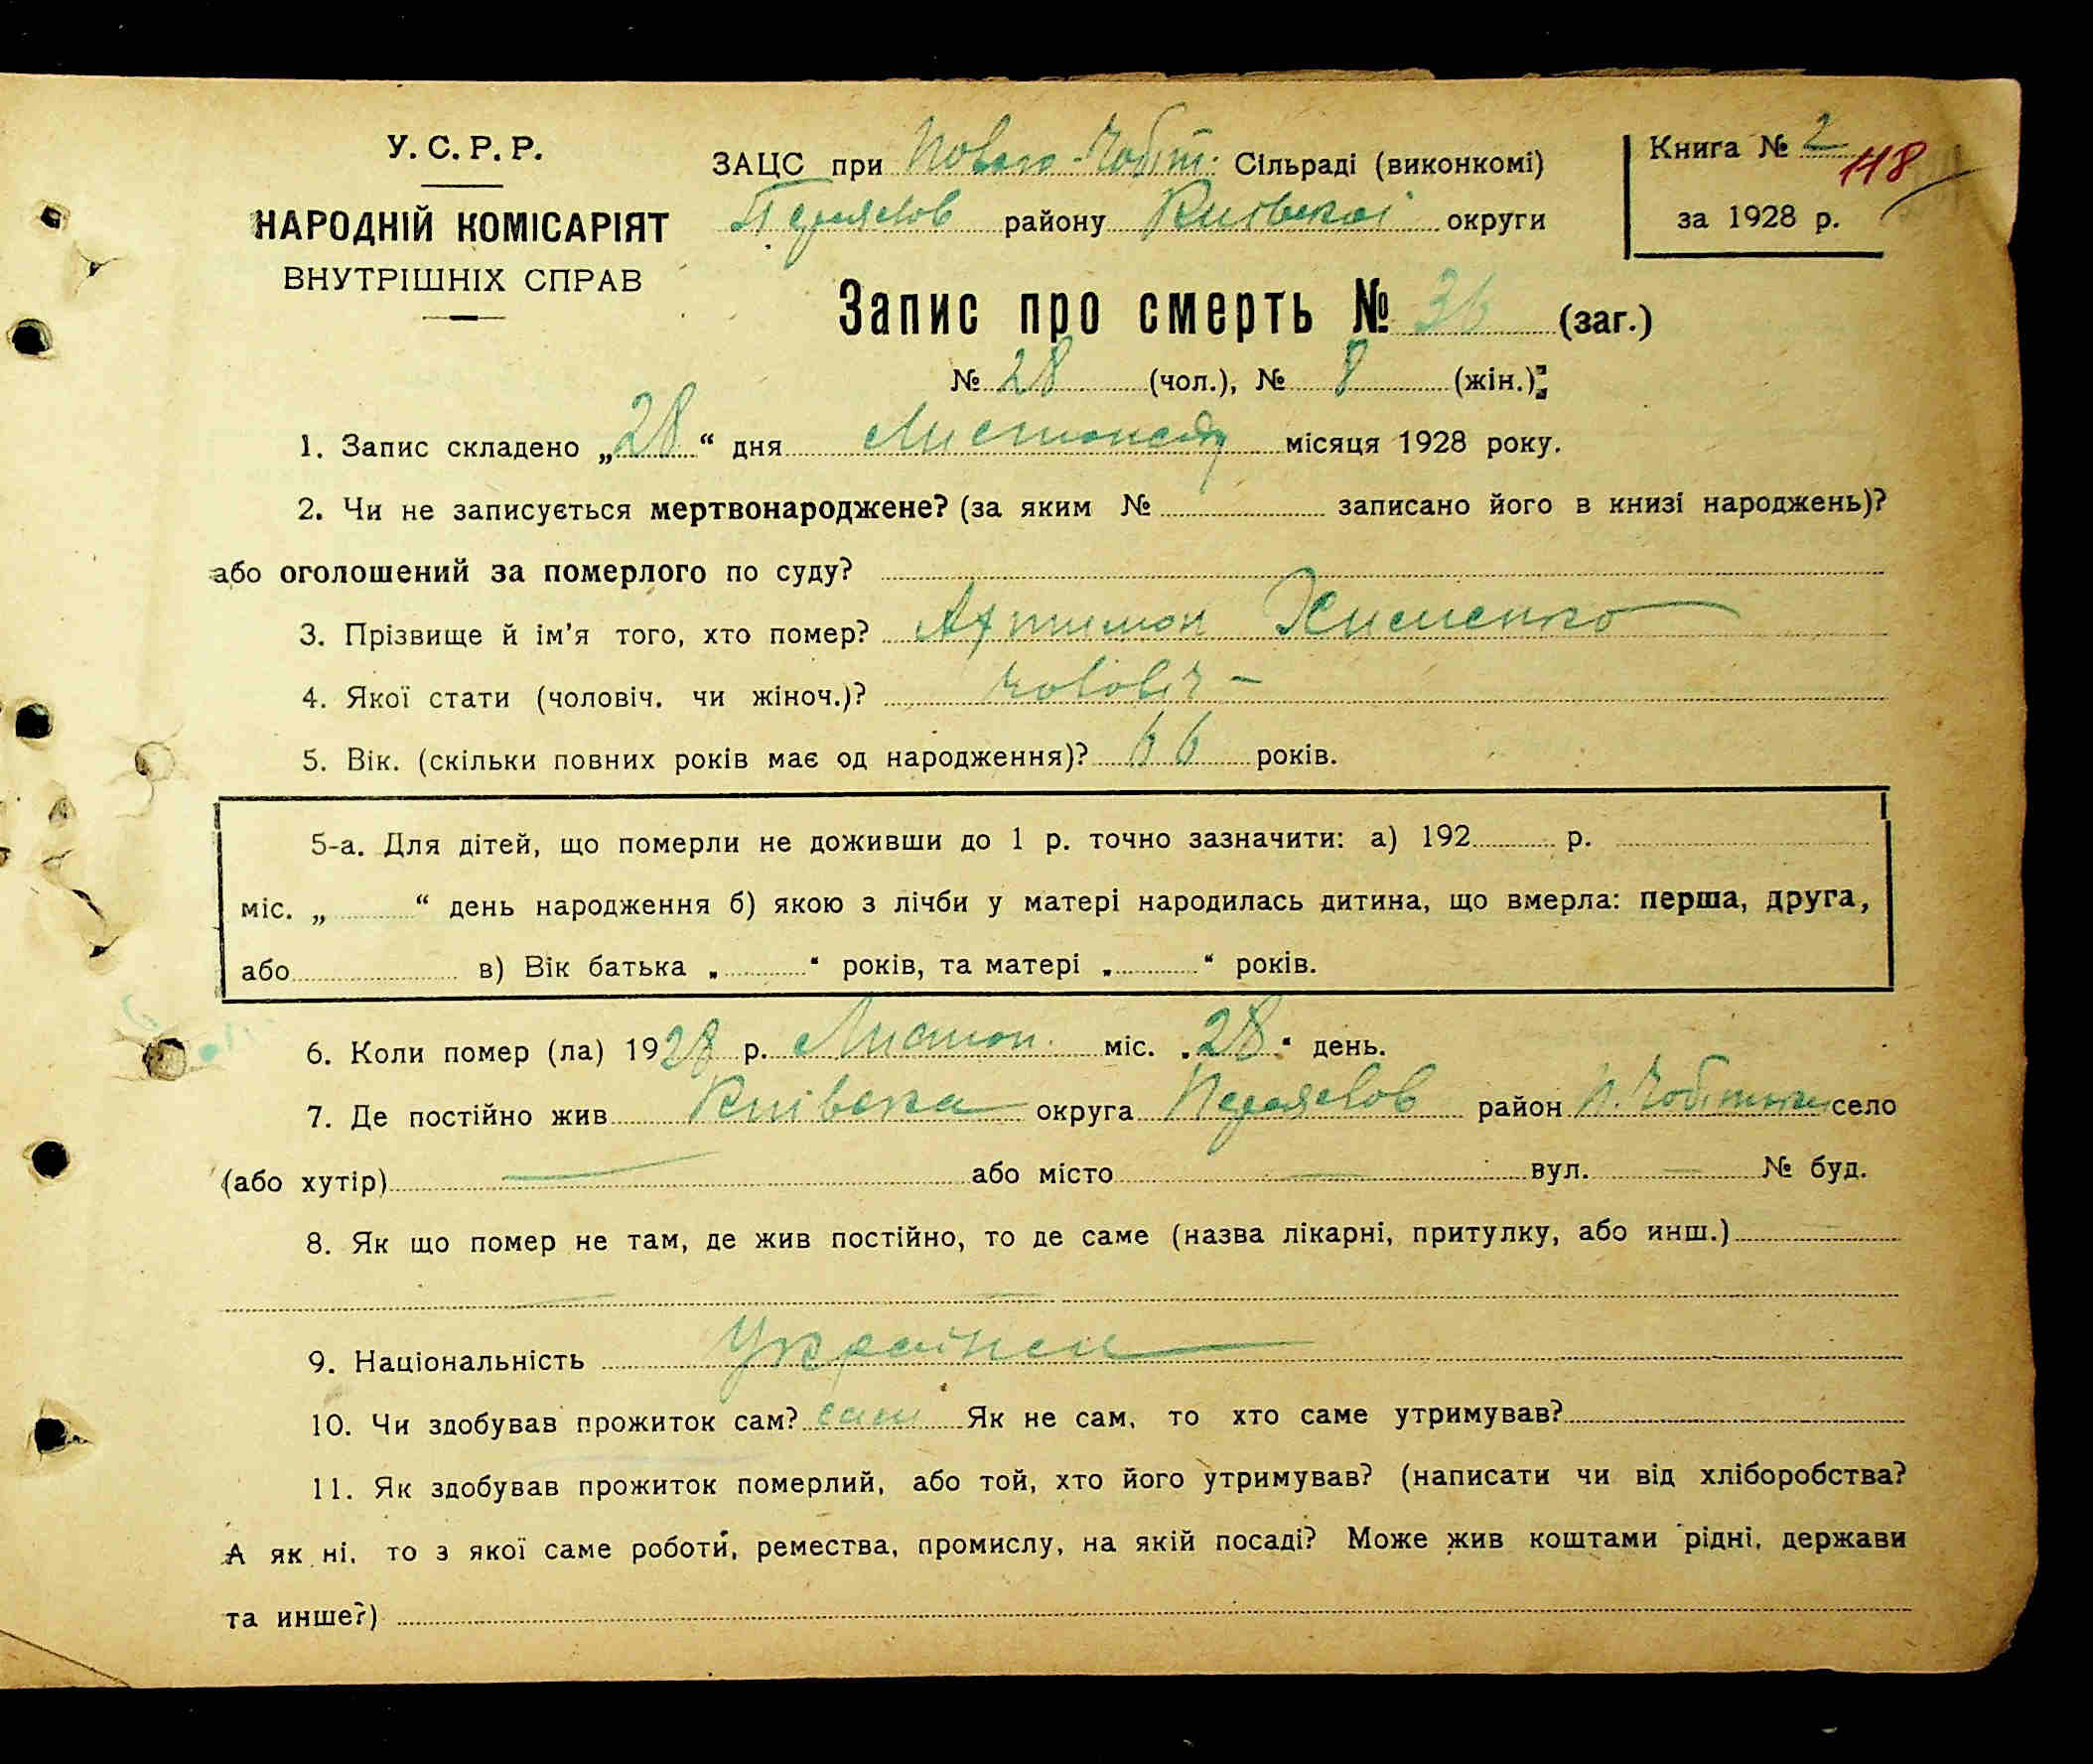 У. С. Р. Р.
НАРОДНІЙ КОМІСАРІЯТ
ВНУТРІШНІХ СПРАВ
ЗАЦС при Ново-Чобіт. Сільраді (виконкомі)
Переяслов району Київської округи
Книга № 2
118
за 1928 р.
Запис про смерть № 36 (заг.)
№ 28 (чол.), № 8 (жін.);
1. Запис складено „28“ дня Листопаду місяця 1928 року.
2. Чи не записується мертвонароджене? (за яким № записано його в книзі народжень)?
або оголошений за померлого по суду?
3. Прізвище й ім’я того, хто помер?
4. Якої стати (чоловіч. чи жіноч.)? чоловіч -
5. Вік. (скільки повних років має од народження)? 66 років.
5-а. Для дітей, що померли не доживши до 1 р. точно зазначити: а) 192 р.
міс. „ “ день народження б) якою з лічби у матері народилась дитина, що вмерла: перша, друга,
або в) Вік батька „ “ років, та матері „ “ років.
6. Коли помер (ла) 1928 р. Листоп. міс. „28“ день.
7. Де постійно жив Київська округа Переяслов район село
(або хутір) — або місто — вул. — № буд.
8. Як що помер не там, де жив постійно, то де саме (назва лікарні, притулку, або инш.)
9. Національність Українец
10. Чи здобував прожиток сам? сам Як не сам, то хто саме утримував?
11. Як здобував прожиток померлий, або той, хто його утримував? (написати чи від хліборобства?
А як ні, то з якої саме роботи, ремества, промислу, на якій посаді? Може жив коштами рідні, держави
та инше?)